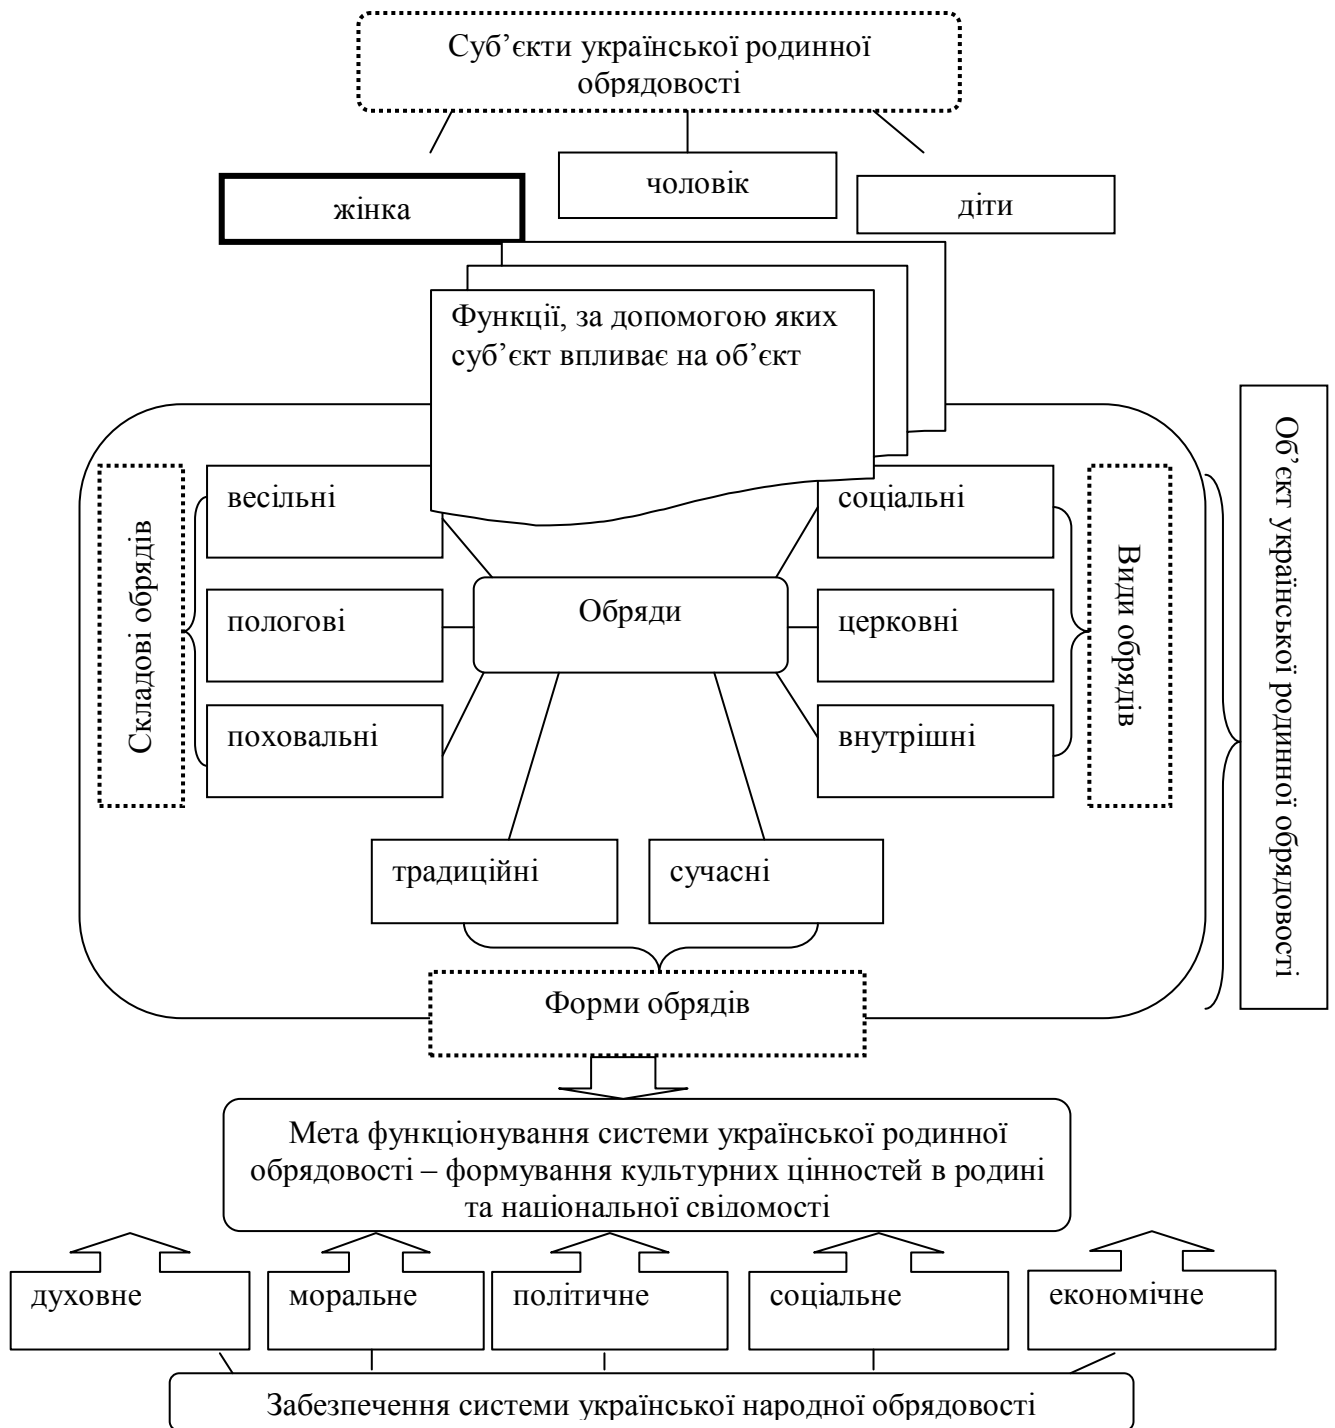 Суб’єкти української родинної
обрядовості
жінка
чоловік
діти
Функції, за допомогою яких
суб’єкт впливає на об’єкт
Складові обрядів
весільні
пологові
поховальні
Обряди
соціальні
церковні
внутрішні
Види обрядів
Об’єкт української родинної обрядовості
традиційні
сучасні
Форми обрядів
Мета функціонування системи української родинної
обрядовості – формування культурних цінностей в родині
та національної свідомості
духовне
моральне
політичне
соціальне
економічне
Забезпечення системи української народної обрядовості